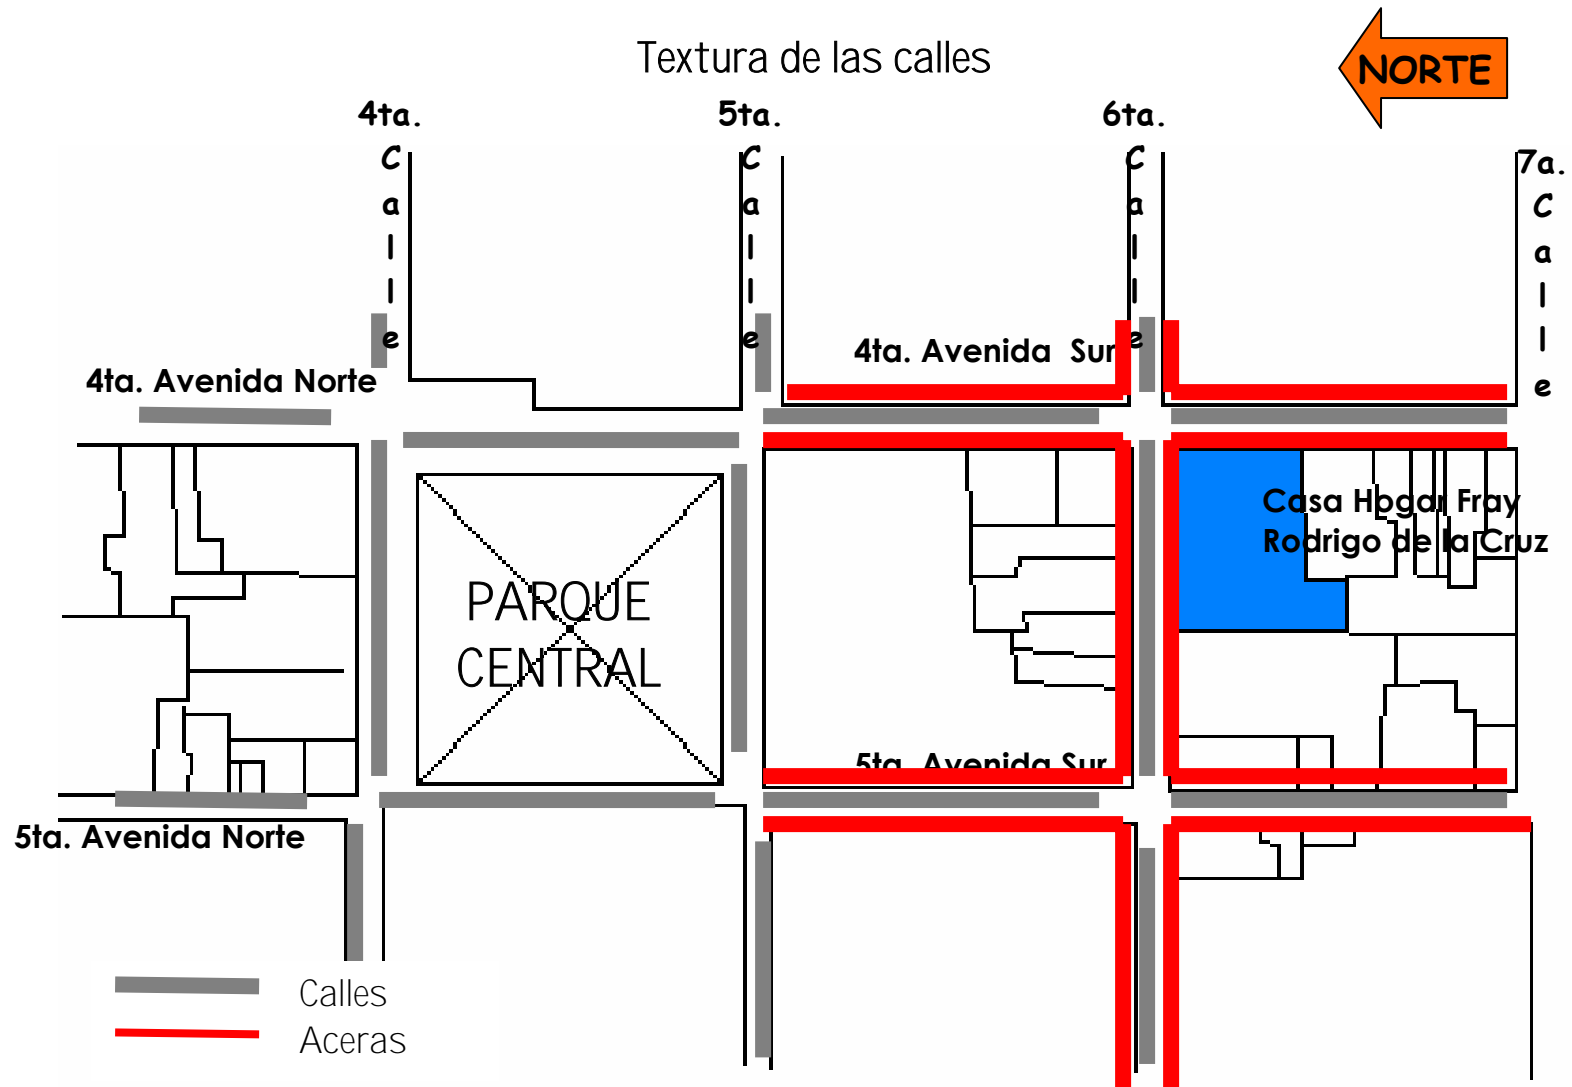 Textura de las calles
NORTE
4ta.
Calle
5ta.
Calle
6ta.
Calle
7a.
Calle
4ta. Avenida Sur
4ta. Avenida Norte
Casa Hogar Fray
Rodrigo de la Cruz
PARQUE
CENTRAL
5ta. Avenida Sur
5ta. Avenida Norte
Calles
Aceras